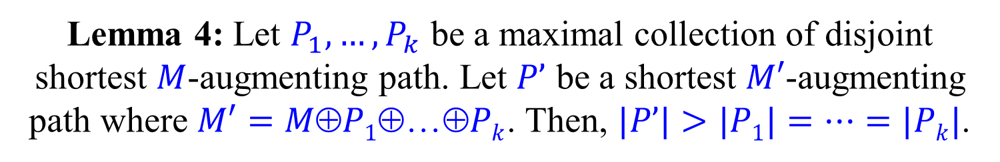 Lemma 4: Let P₁, … , Pₖ be a maximal collection of disjoint
shortest M-augmenting path. Let P’ be a shortest M′-augmenting
path where M′ = M⊕P₁⊕…⊕Pₖ. Then, |P’| > |P₁| = ⋯ = |Pₖ|.